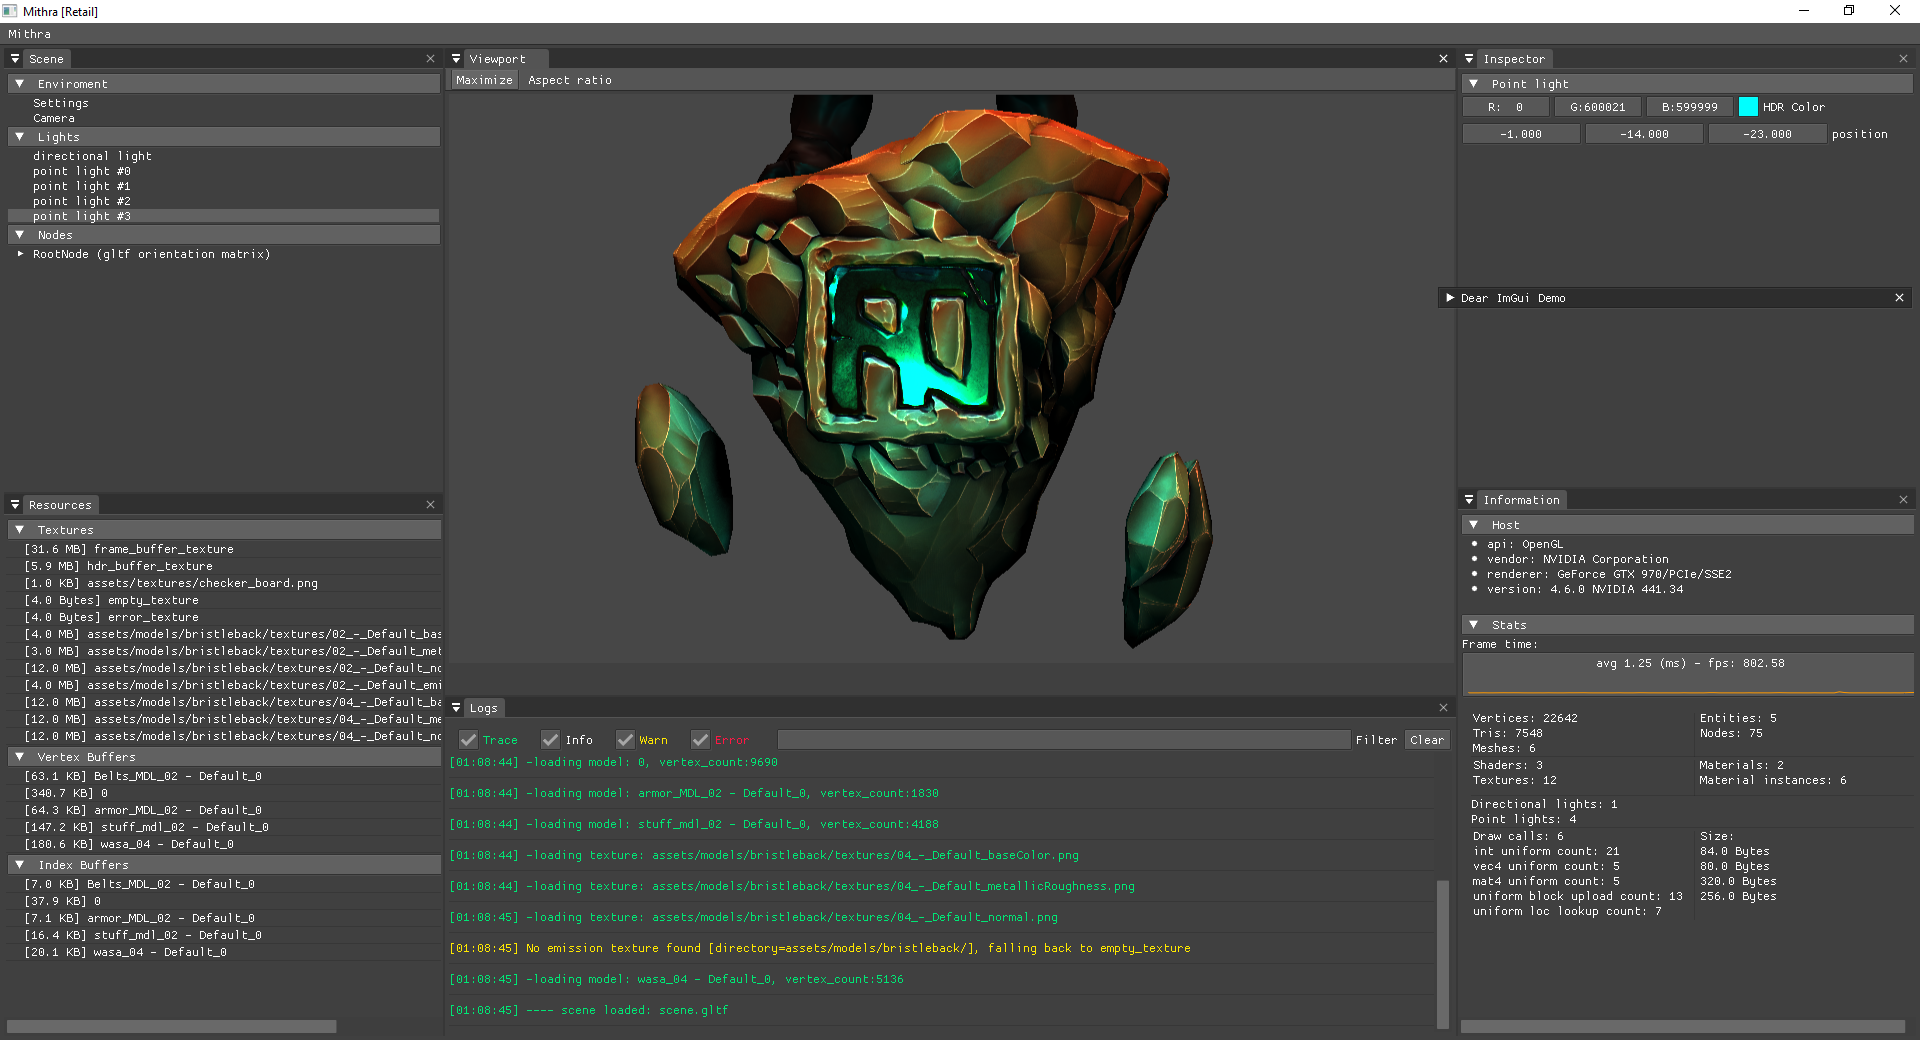 Mithra [Retail]
Mithra
Scene
Enviroment
Settings
Camera
Lights
directional light
point light #0
point light #1
point light #2
point light #3
Nodes
RootNode (gltf orientation matrix)
Resources
Textures
[31.6 MB] frame_buffer_texture
[5.9 MB] hdr_buffer_texture
[1.0 KB] assets/textures/checker_board.png
[4.0 Bytes] empty_texture
[4.0 Bytes] error_texture
[4.0 MB] assets/models/bristleback/textures/02_-_Default_bas
[3.0 MB] assets/models/bristleback/textures/02_-_Default_met
[12.0 MB] assets/models/bristleback/textures/02_-_Default_no
[4.0 MB] assets/models/bristleback/textures/02_-_Default_emi
[12.0 MB] assets/models/bristleback/textures/04_-_Default_ba
[12.0 MB] assets/models/bristleback/textures/04_-_Default_me
[12.0 MB] assets/models/bristleback/textures/04_-_Default_no
Vertex Buffers
[63.1 KB] Belts_MDL_02 - Default_0
[340.7 KB] 0
[64.3 KB] armor_MDL_02 - Default_0
[147.2 KB] stuff_mdl_02 - Default_0
[180.6 KB] wasa_04 - Default_0
Index Buffers
[7.0 KB] Belts_MDL_02 - Default_0
[37.9 KB] 0
[7.1 KB] armor_MDL_02 - Default_0
[16.4 KB] stuff_mdl_02 - Default_0
[20.1 KB] wasa_04 - Default_0
Viewport
Maximize Aspect ratio
Logs
Trace Info Warn Error Filter Clear
[01:08:44] -loading model: 0, vertex_count:9690
[01:08:44] -loading model: armor_MDL_02 - Default_0, vertex_count:1830
[01:08:44] -loading model: stuff_mdl_02 - Default_0, vertex_count:4188
[01:08:44] -loading texture: assets/models/bristleback/textures/04_-_Default_baseColor.png
[01:08:44] -loading texture: assets/models/bristleback/textures/04_-_Default_metallicRoughness.png
[01:08:45] -loading texture: assets/models/bristleback/textures/04_-_Default_normal.png
[01:08:45] No emission texture found [directory=assets/models/bristleback/], falling back to empty_texture
[01:08:45] -loading model: wasa_04 - Default_0, vertex_count:5136
[01:08:45] ---- scene loaded: scene.gltf
Inspector
Point light
R: 0 G:600021 B:599999 HDR Color
-1.000 -14.000 -23.000 position
Dear ImGui Demo
Information
Host
api: OpenGL
vendor: NVIDIA Corporation
renderer: GeForce GTX 970/PCIe/SSE2
version: 4.6.0 NVIDIA 441.34
Stats
Frame time:
avg 1.25 (ms) - fps: 802.58
Vertices: 22642 Entities: 5
Tris: 7548 Nodes: 75
Meshes: 6
Shaders: 3 Materials: 2
Textures: 12 Material instances: 6
Directional lights: 1
Point lights: 4
Draw calls: 6 Size:
int uniform count: 21 84.0 Bytes
vec4 uniform count: 5 80.0 Bytes
mat4 uniform count: 5 320.0 Bytes
uniform block upload count: 13 256.0 Bytes
uniform loc lookup count: 7